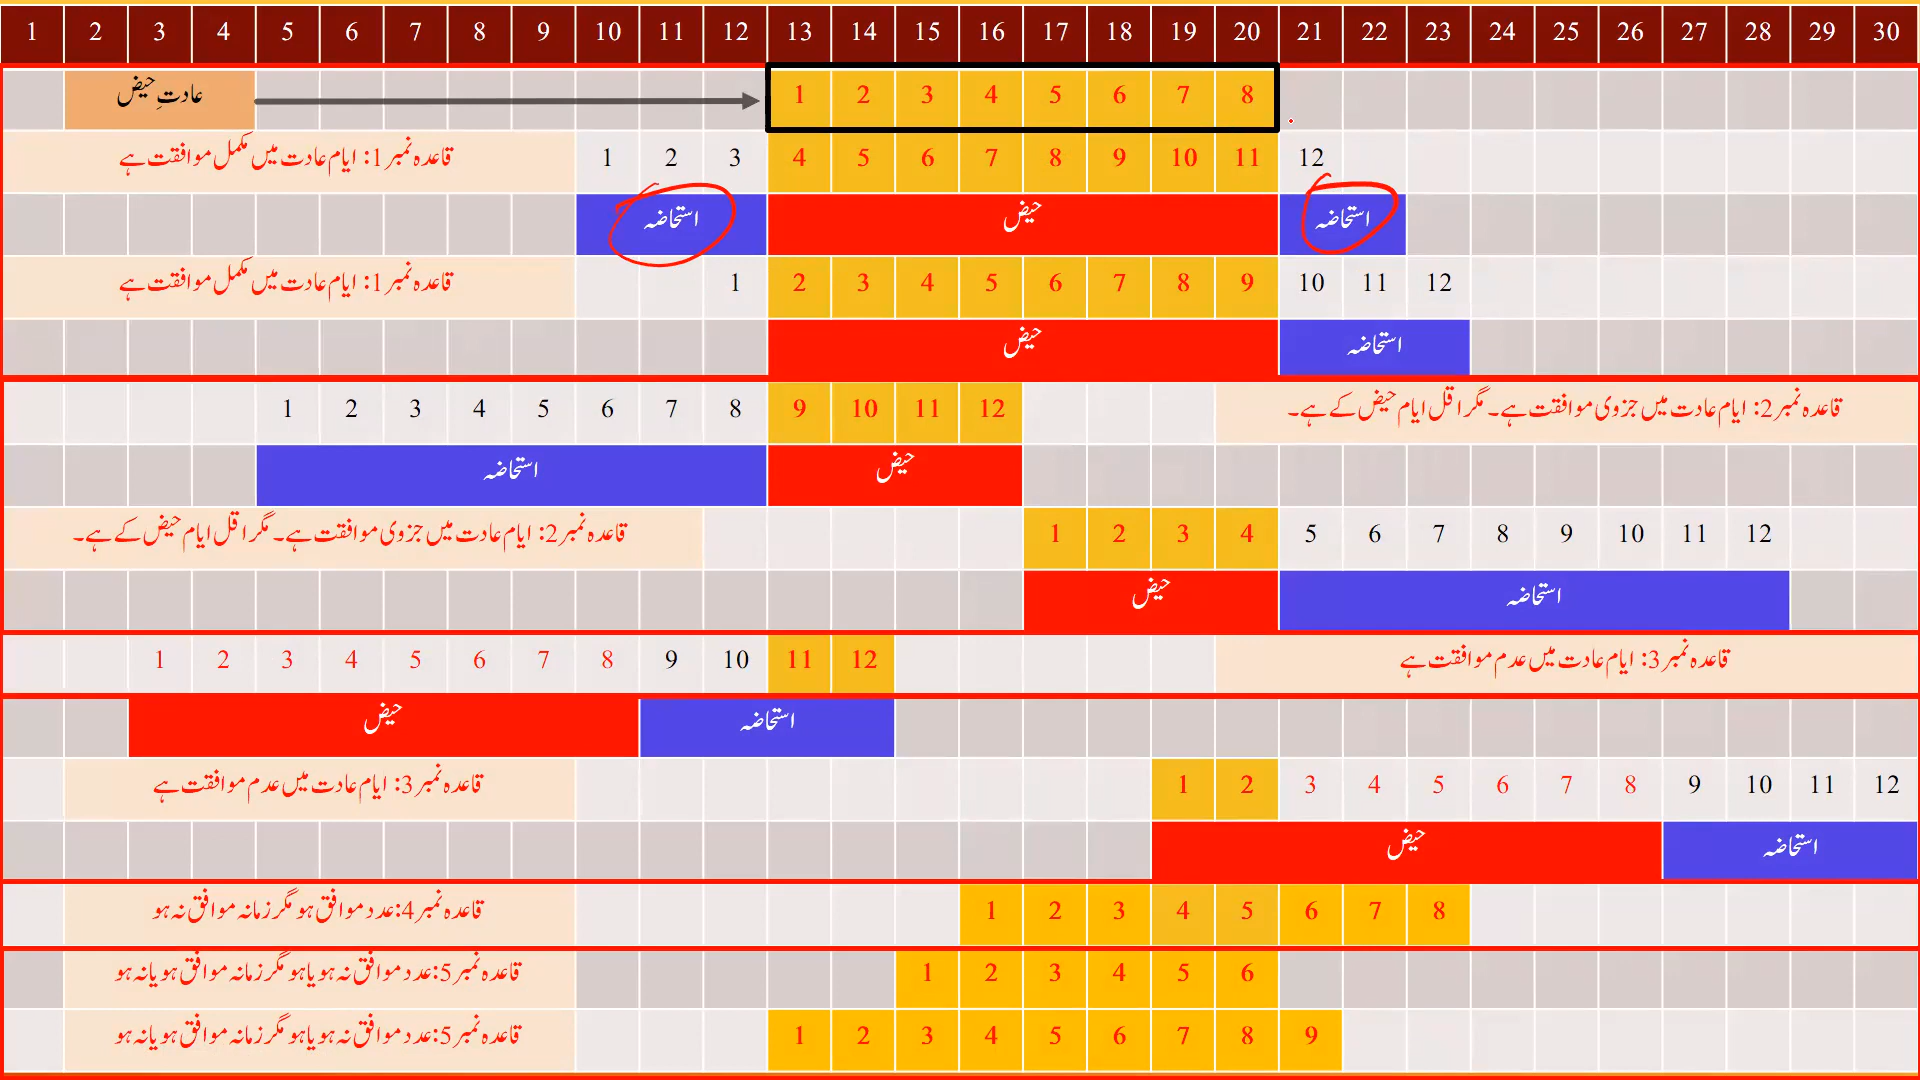 1 2 3 4 5 6 7 8 9 10 11 12 13 14 15 16 17 18 19 20 21 22 23 24 25 26 27 28 29 30
عادتِ حیض 1 2 3 4 5 6 7 8
قاعدہ نمبر 1: ایام عادت میں مکمل موافقت ہے 1 2 3 4 5 6 7 8 9 10 11 12
استحاضہ حیض استحاضہ
قاعدہ نمبر 1: ایام عادت میں مکمل موافقت ہے 1 2 3 4 5 6 7 8 9 10 11 12
حیض استحاضہ
1 2 3 4 5 6 7 8 9 10 11 12 قاعدہ نمبر 2: ایام عادت میں جزوی موافقت ہے۔ مگر اقل ایام حیض کے ہے۔
استحاضہ حیض
قاعدہ نمبر 2: ایام عادت میں جزوی موافقت ہے۔ مگر اقل ایام حیض کے ہے۔ 1 2 3 4 5 6 7 8 9 10 11 12
حیض استحاضہ
1 2 3 4 5 6 7 8 9 10 11 12 قاعدہ نمبر 3: ایام عادت میں عدم موافقت ہے
حیض استحاضہ
قاعدہ نمبر 3: ایام عادت میں عدم موافقت ہے 1 2 3 4 5 6 7 8 9 10 11 12
حیض استحاضہ
قاعدہ نمبر 4: عدد موافق ہو مگر زمانہ موافق نہ ہو 1 2 3 4 5 6 7 8
قاعدہ نمبر 5: عدد موافق نہ ہو یا ہو مگر زمانہ موافق ہو یا نہ ہو 1 2 3 4 5 6
قاعدہ نمبر 5: عدد موافق نہ ہو یا ہو مگر زمانہ موافق ہو یا نہ ہو 1 2 3 4 5 6 7 8 9